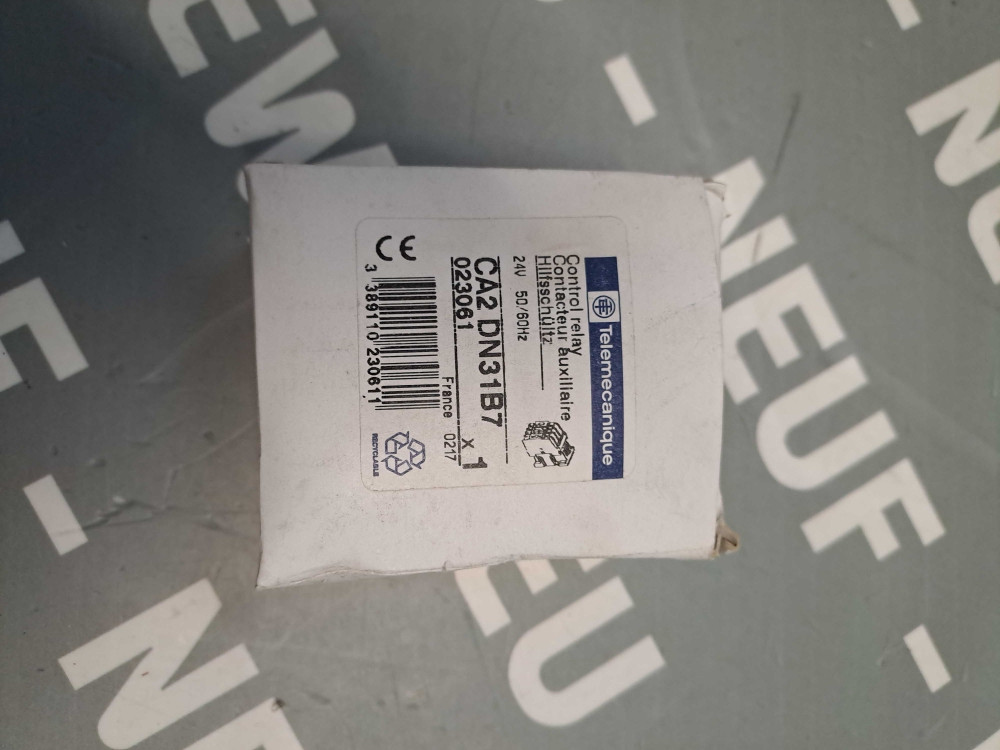 Telemecanique
Control relay
Contacteur auxiliaire
Hilfsschütz
24V 50/60Hz
CA2 DN31B7
023061 x 1
France 0217
CE
3 389110 230611
RECYCLABLE
NEUF
NEUF